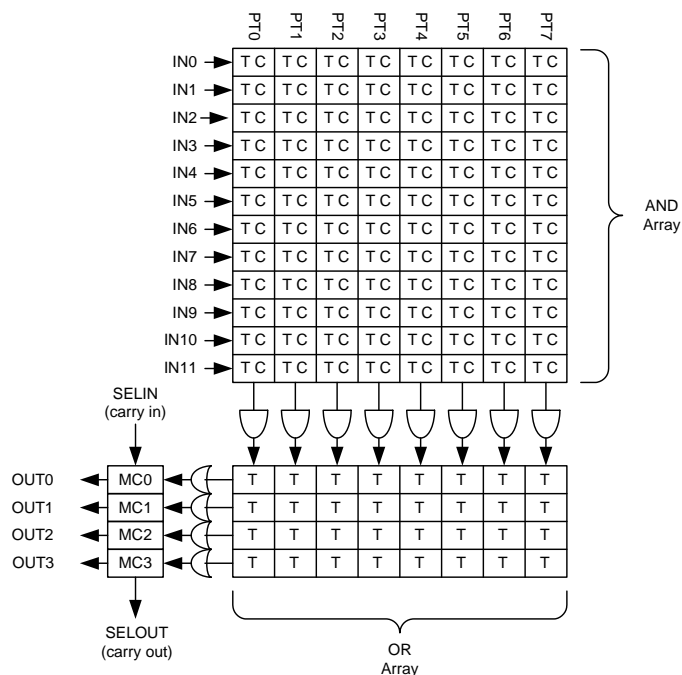 PT0 PT1 PT2 PT3 PT4 PT5 PT6 PT7
IN0 T C T C T C T C T C T C T C T C
IN1 T C T C T C T C T C T C T C T C
IN2 T C T C T C T C T C T C T C T C
IN3 T C T C T C T C T C T C T C T C
IN4 T C T C T C T C T C T C T C T C
IN5 T C T C T C T C T C T C T C T C
IN6 T C T C T C T C T C T C T C T C
IN7 T C T C T C T C T C T C T C T C
IN8 T C T C T C T C T C T C T C T C
IN9 T C T C T C T C T C T C T C T C
IN10 T C T C T C T C T C T C T C T C
IN11 T C T C T C T C T C T C T C T C
AND
Array
SELIN
(carry in)
OUT0 MC0 T T T T T T T T
OUT1 MC1 T T T T T T T T
OUT2 MC2 T T T T T T T T
OUT3 MC3 T T T T T T T T
SELOUT
(carry out)
OR
Array